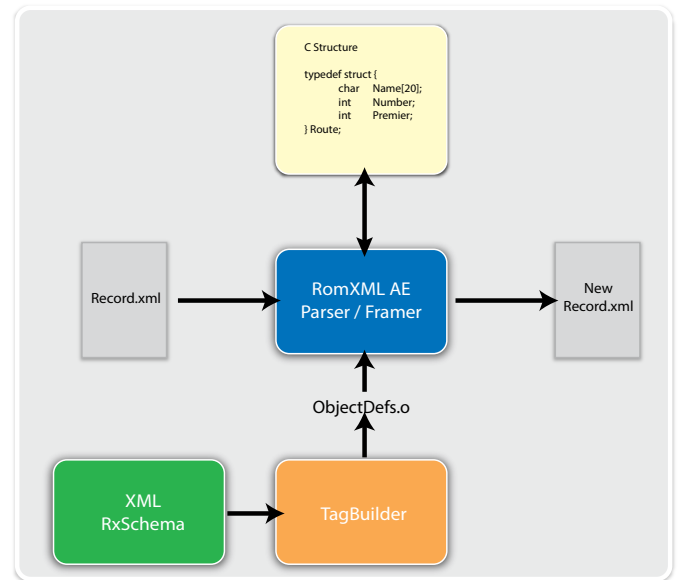 C Structure
typedef struct {
char Name[20];
int Number;
int Premier;
} Route;
Record.xml
RomXML AE
Parser / Framer
New
Record.xml
ObjectDefs.o
XML
RxSchema
TagBuilder